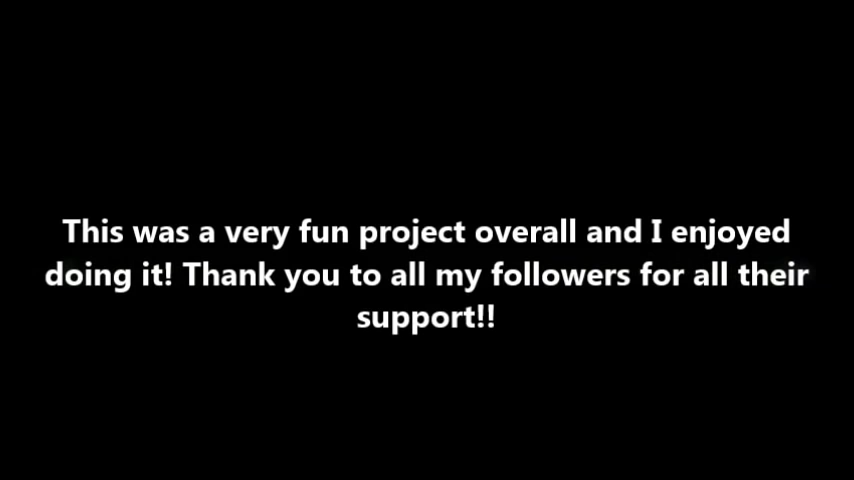 This was a very fun project overall and I enjoyed
doing it! Thank you to all my followers for all their
support!!